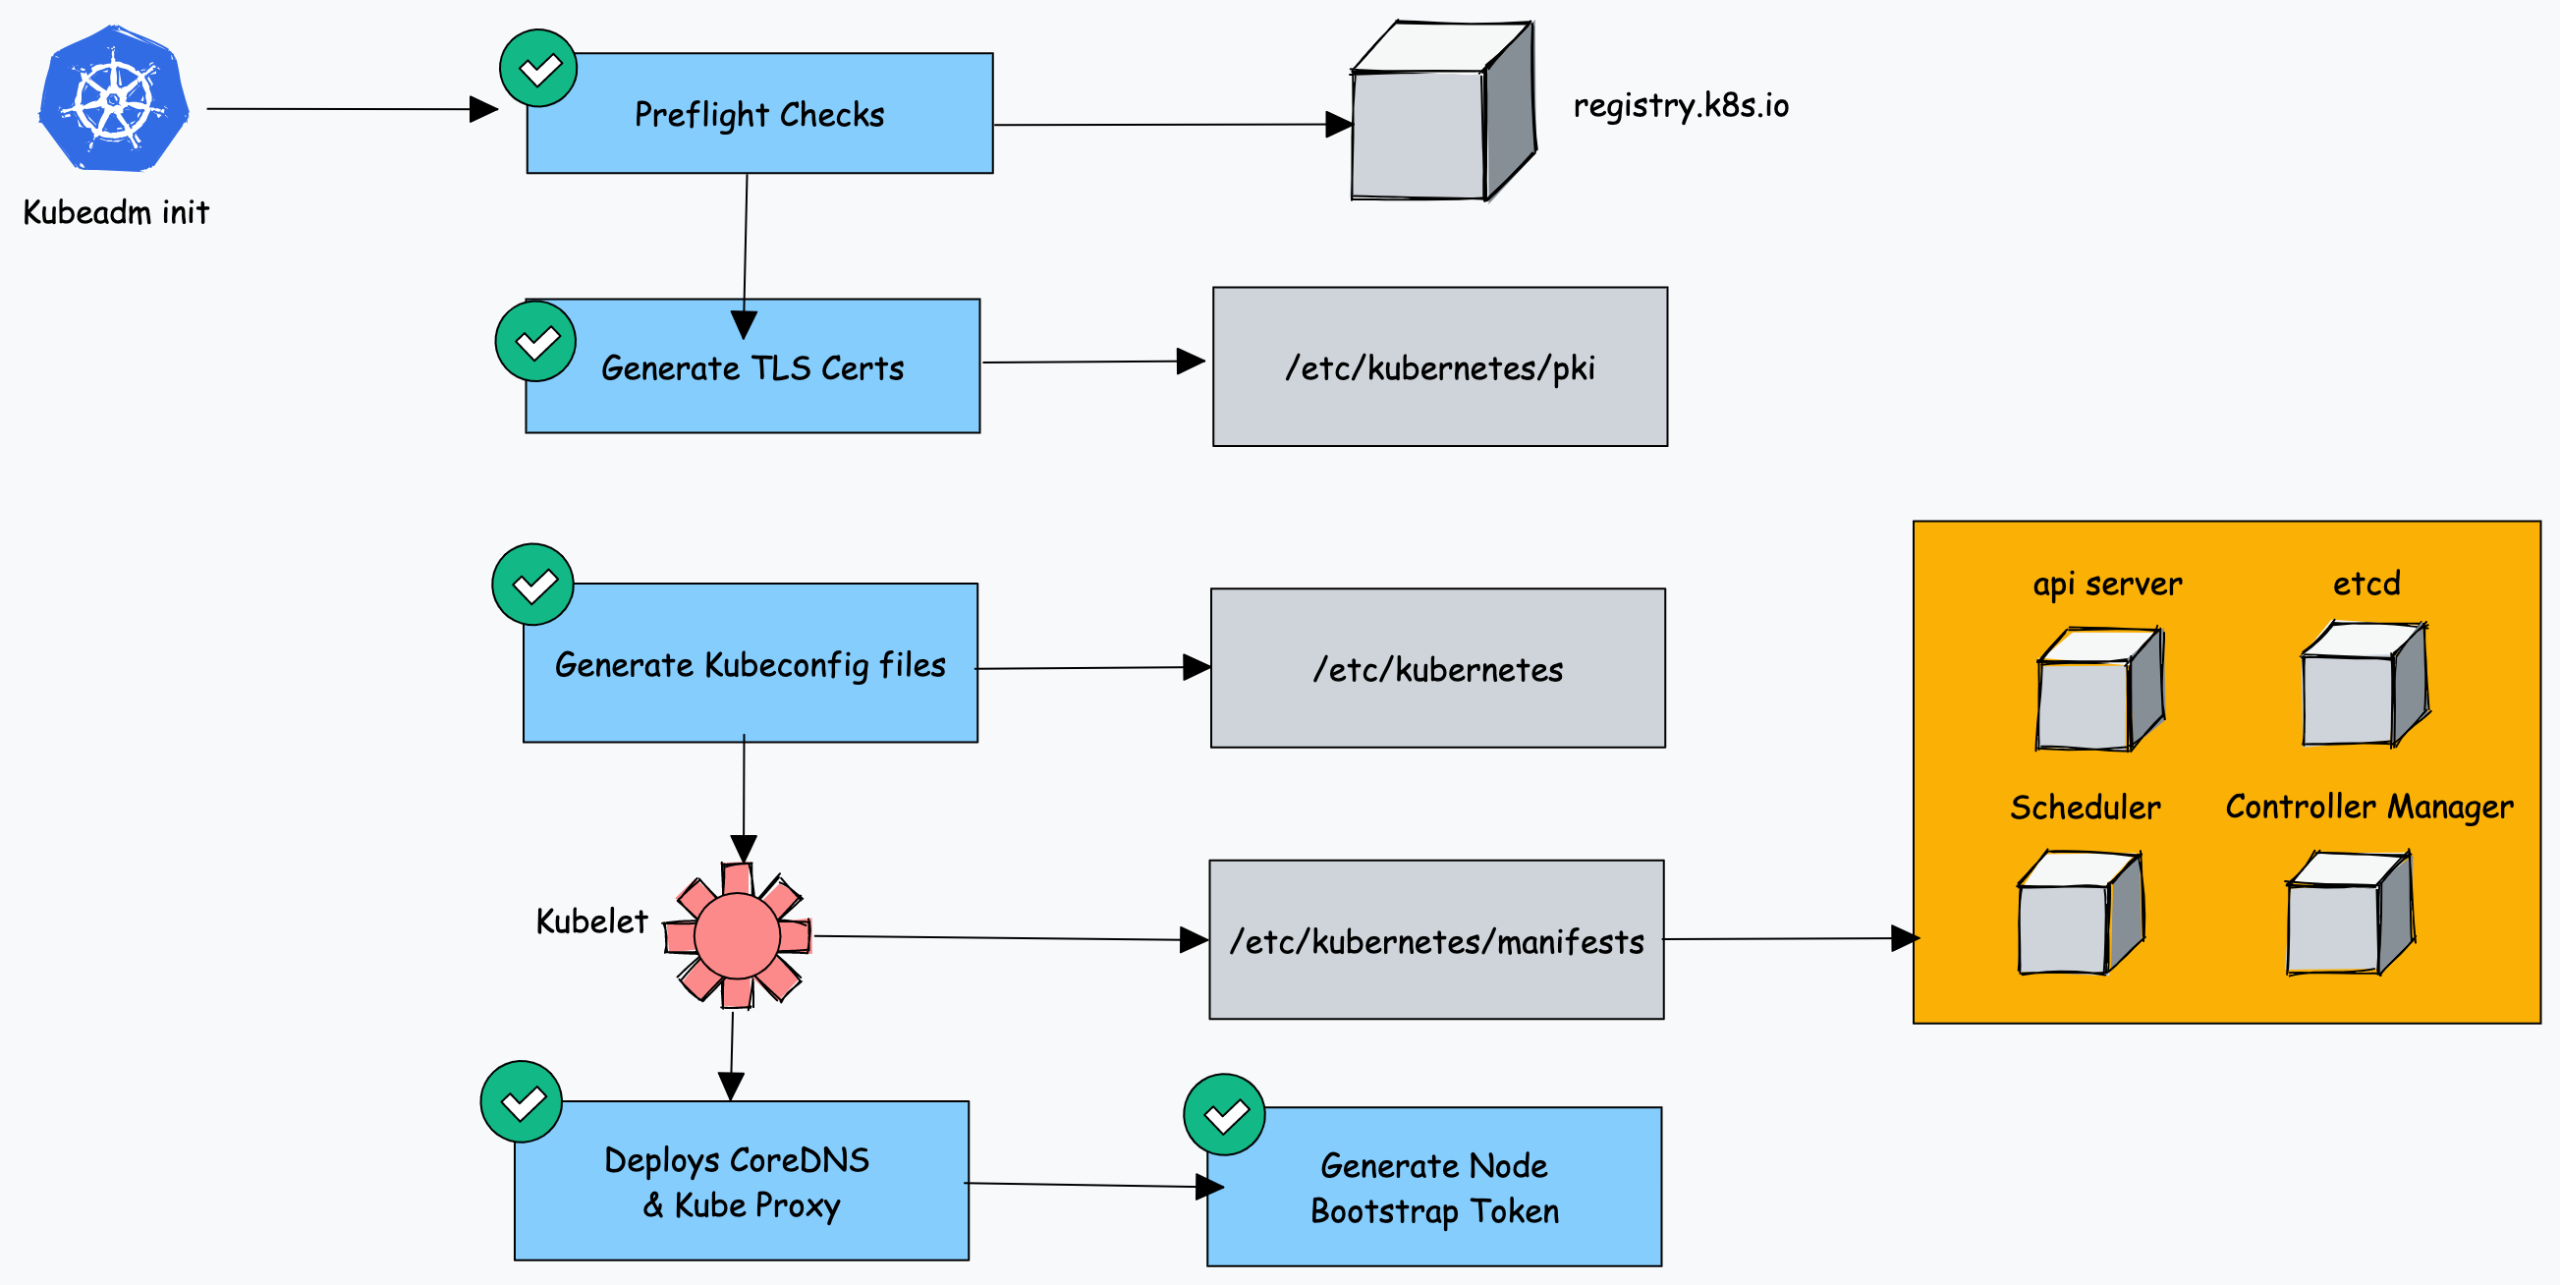 Kubeadm init
Preflight Checks
registry.k8s.io
Generate TLS Certs
/etc/kubernetes/pki
Generate Kubeconfig files
/etc/kubernetes
api server
etcd
Scheduler
Controller Manager
Kubelet
/etc/kubernetes/manifests
Deploys CoreDNS
& Kube Proxy
Generate Node
Bootstrap Token